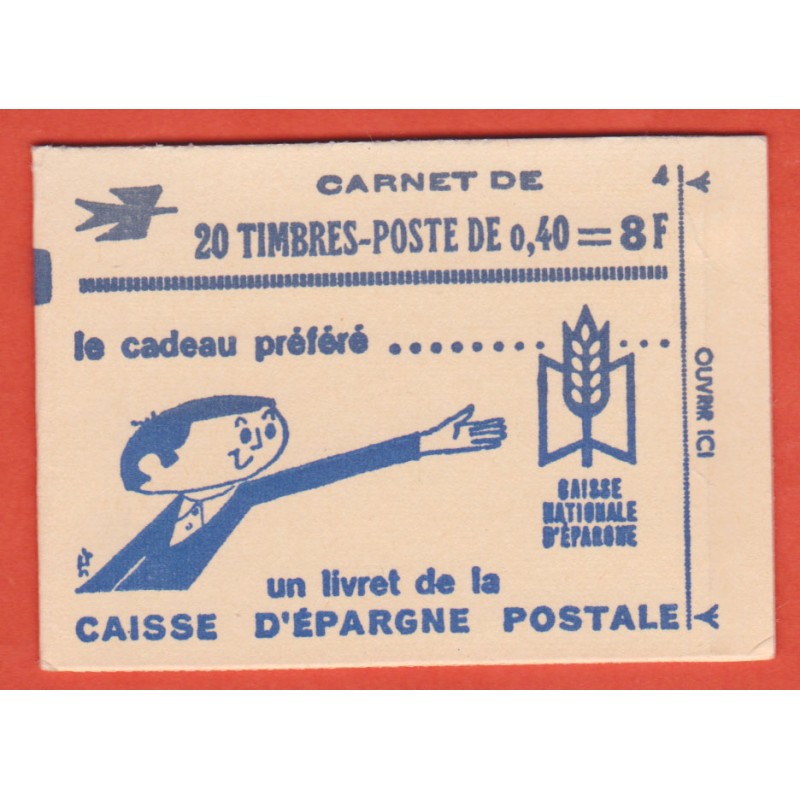 CARNET DE
4
20 TIMBRES-POSTE DE 0,40 = 8 F
le cadeau préféré ..............
OUVRIR ICI
CAISSE
NATIONALE
D'ÉPARGNE
un livret de la
CAISSE D'ÉPARGNE POSTALE